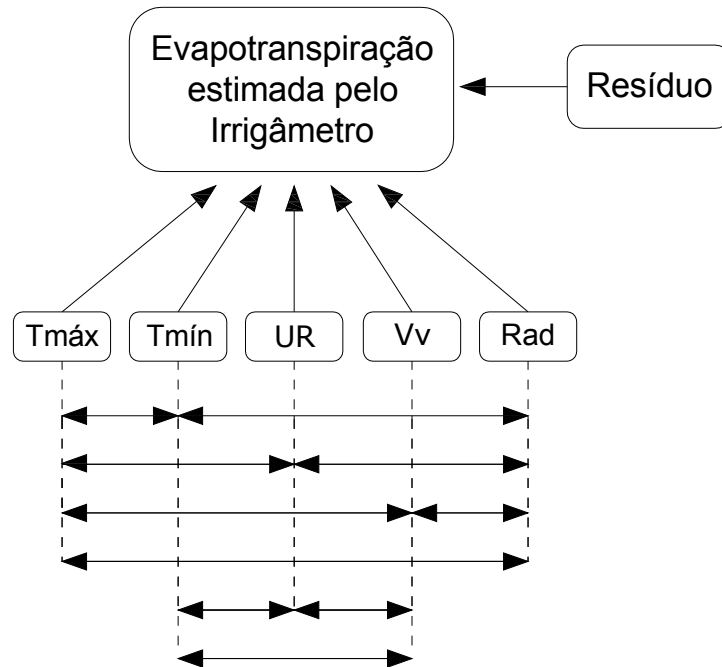 Evapotranspiração
estimada pelo
Irrigâmetro
Resíduo
Tmáx
Tmín
UR
Vv
Rad